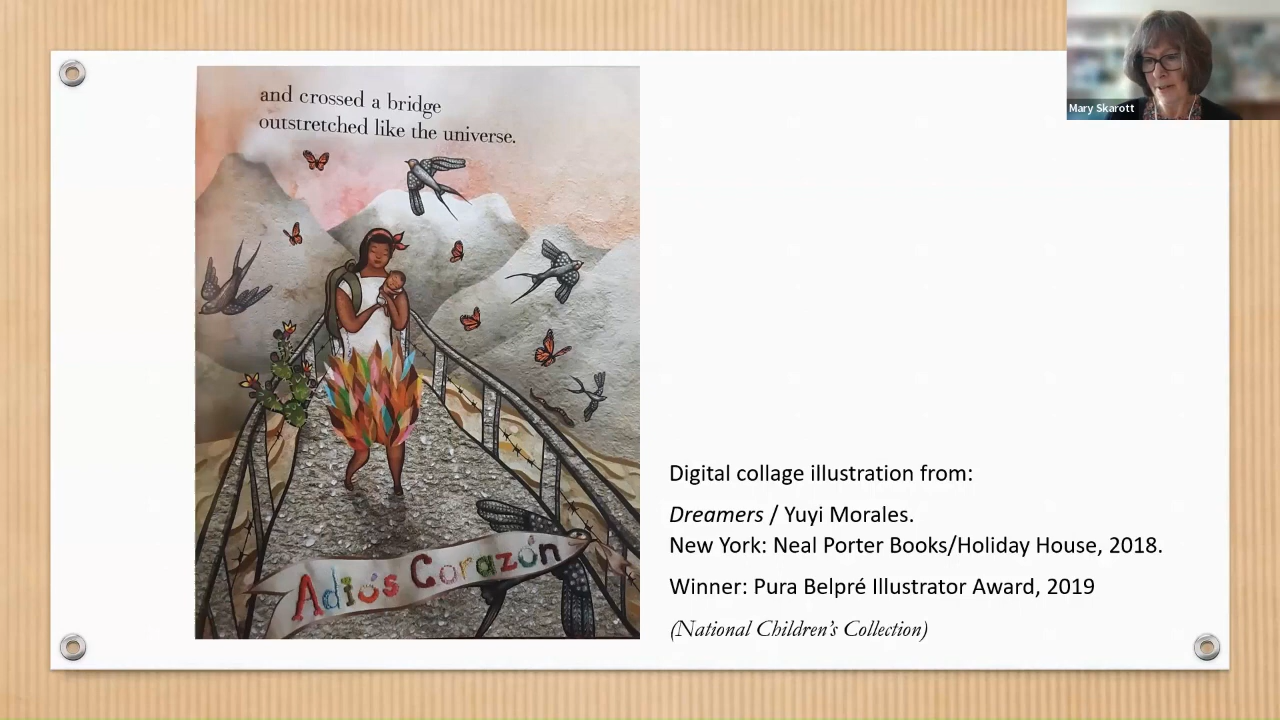 and crossed a bridge
outstretched like the universe.
Adiós Corazón
Mary Skarott
Digital collage illustration from:
Dreamers / Yuyi Morales.
New York: Neal Porter Books/Holiday House, 2018.
Winner: Pura Belpré Illustrator Award, 2019
(National Children's Collection)